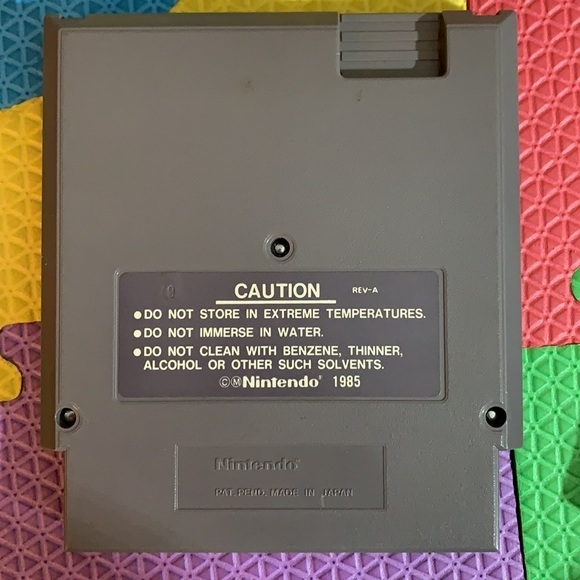 CAUTION REV-A
●DO NOT STORE IN EXTREME TEMPERATURES.
●DO NOT IMMERSE IN WATER.
●DO NOT CLEAN WITH BENZENE, THINNER,
ALCOHOL OR OTHER SUCH SOLVENTS.
©ⓂNintendo® 1985
Nintendo®
PAT. PEND. MADE IN JAPAN